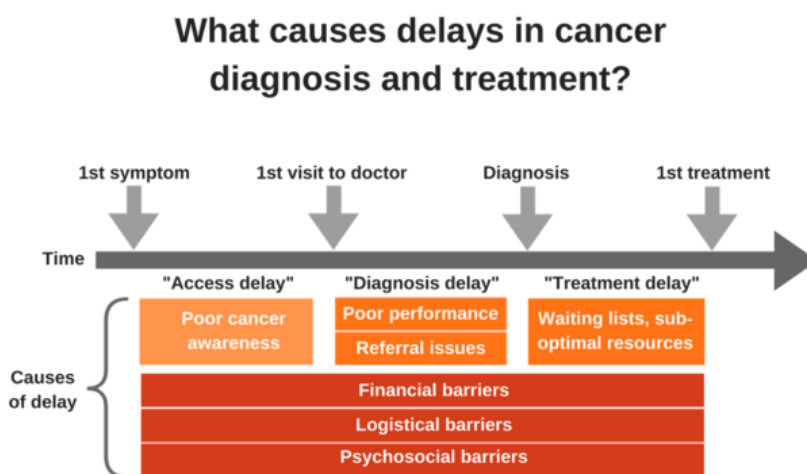 What causes delays in cancer
diagnosis and treatment?
1st symptom
1st visit to doctor
Diagnosis
1st treatment
Time
"Access delay"
"Diagnosis delay"
"Treatment delay"
Poor cancer
awareness
Poor performance
Referral issues
Waiting lists, sub-
optimal resources
Causes
of delay
Financial barriers
Logistical barriers
Psychosocial barriers